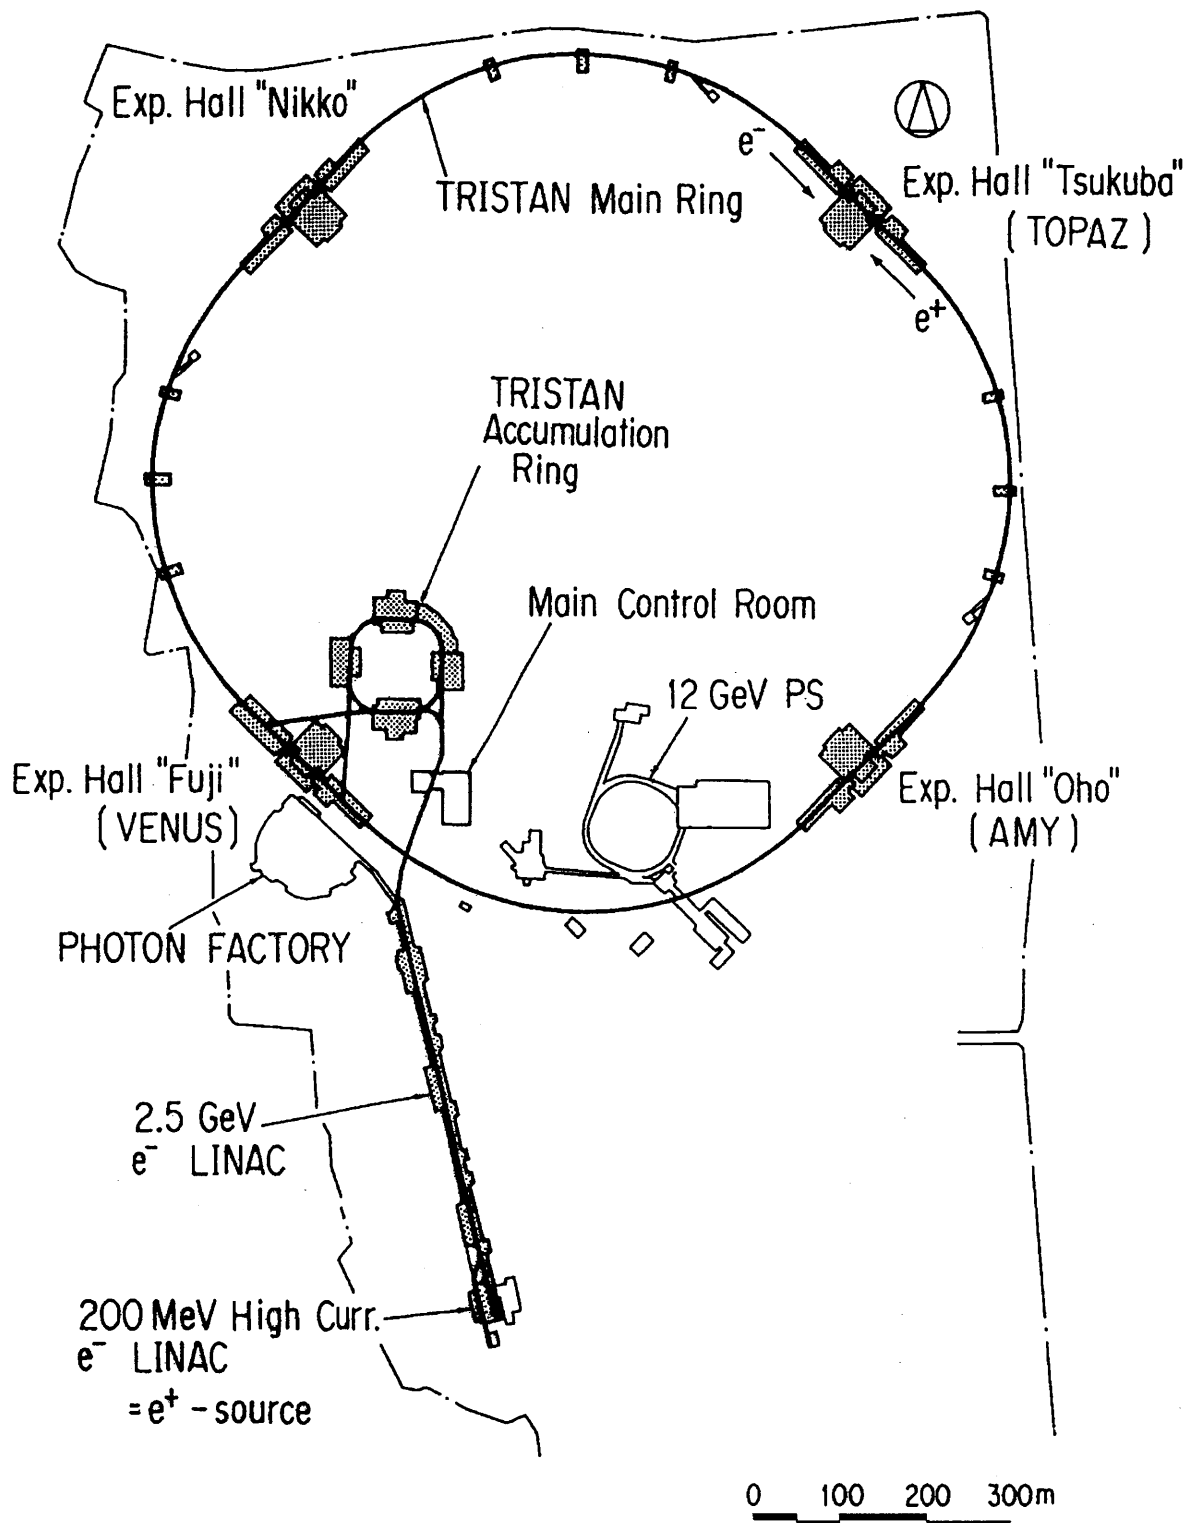 Exp. Hall "Nikko"
TRISTAN Main Ring
e⁻
Exp. Hall "Tsukuba"
(TOPAZ)
e⁺
TRISTAN
Accumulation
Ring
Main Control Room
12 GeV PS
Exp. Hall "Fuji"
(VENUS)
Exp. Hall "Oho"
(AMY)
PHOTON FACTORY
2.5 GeV
e⁻ LINAC
200 MeV High Curr.
e⁻ LINAC
= e⁺ - source
0 100 200 300m